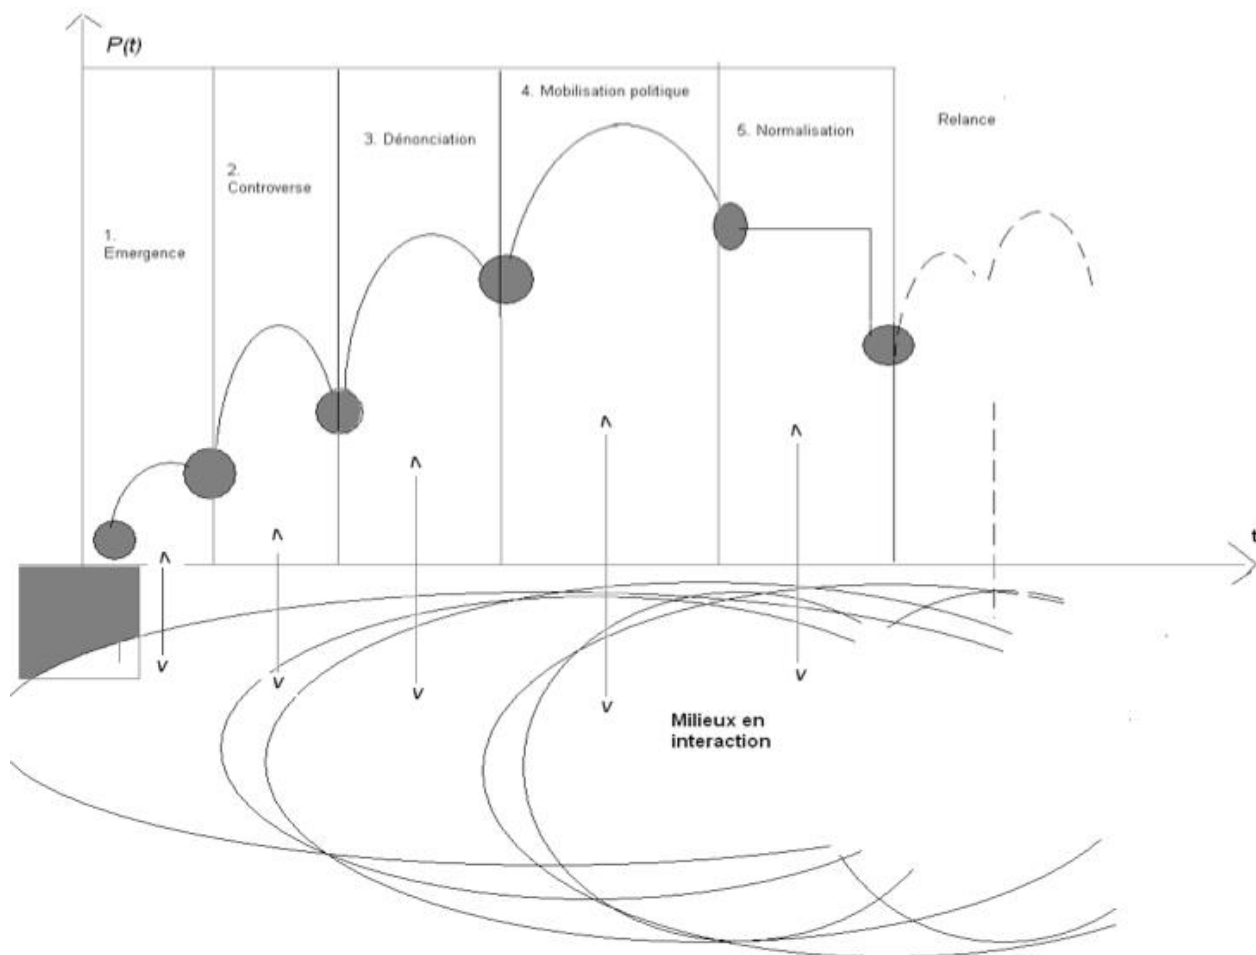 P(t)
1.
Emergence
2.
Controverse
3. Dénonciation
4. Mobilisation politique
5. Normalisation
Relance
t
Milieux en
interaction